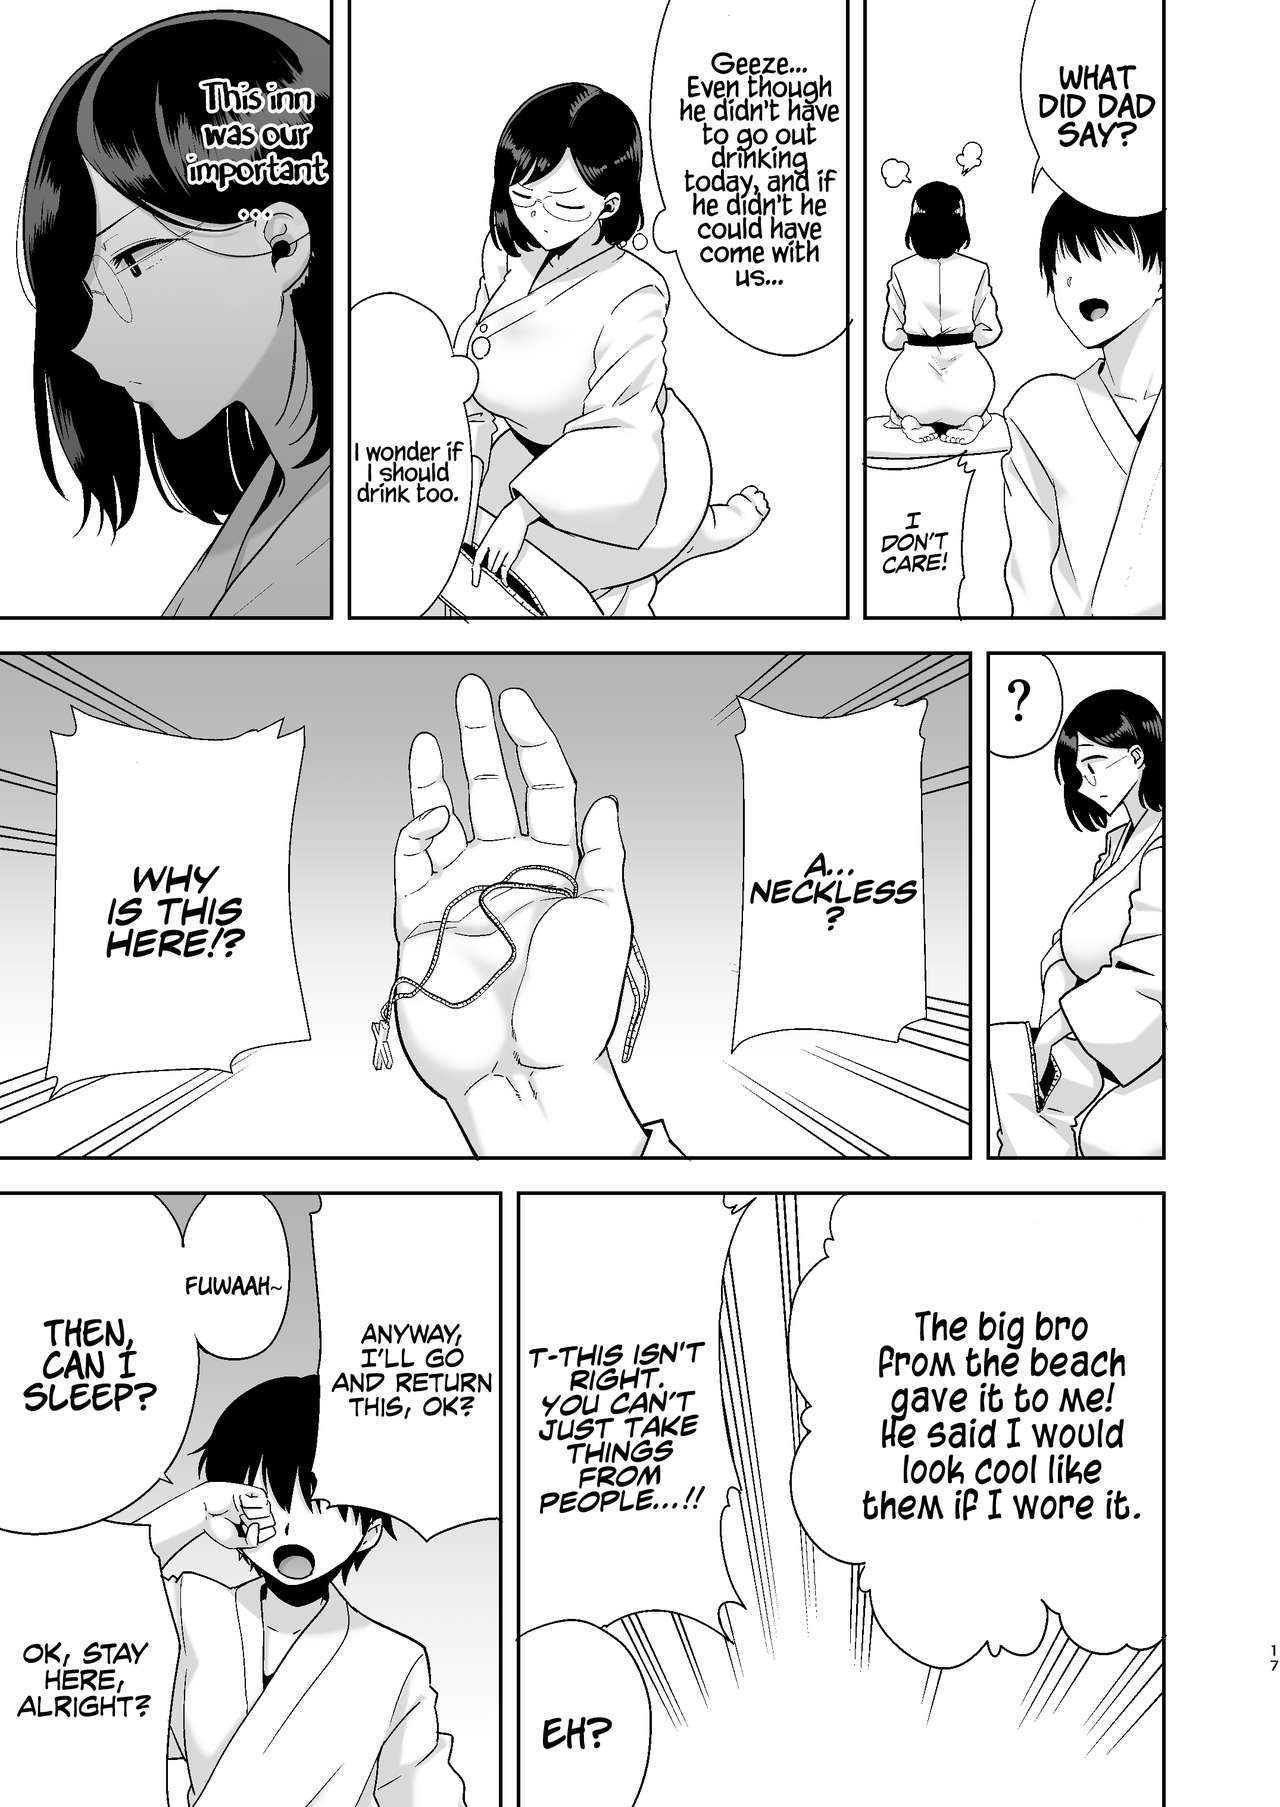 WHAT
DID DAD
SAY?
I
DON'T
CARE!
Geeze...
Even though
he didn't have
to go out
drinking
today, and if
he didn't he
could have
come with
us...
I wonder if
I should
drink too.
This inn
was our
important
...
?
A...
NECKLESS
?
WHY
IS THIS
HERE!?
The big bro
from the beach
gave it to me!
He said I would
look cool like
them if I wore it.
T-THIS ISN'T
RIGHT.
YOU CAN'T
JUST TAKE
THINGS
FROM
PEOPLE...!!
EH?
ANYWAY,
I'LL GO
AND RETURN
THIS, OK?
FUWAAH~
THEN,
CAN I
SLEEP?
OK, STAY
HERE,
ALRIGHT?
17